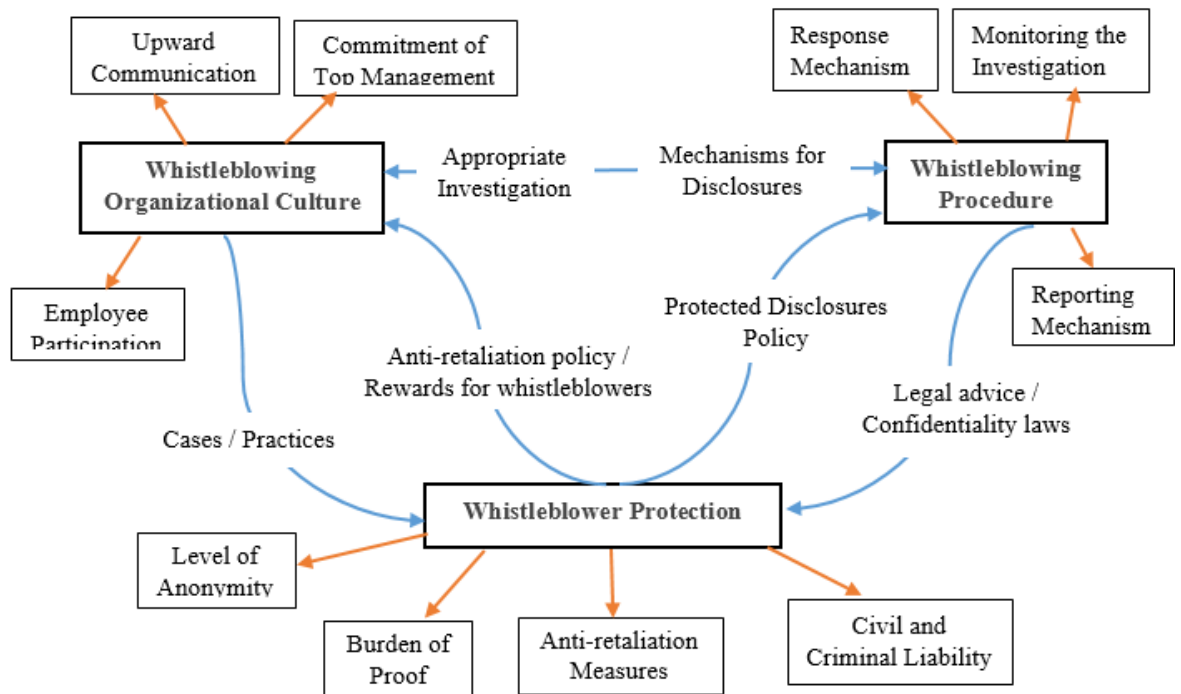 Upward
Communication
Commitment of
Top Management
Response
Mechanism
Monitoring the
Investigation
Whistleblowing
Organizational Culture
Appropriate
Investigation
Mechanisms for
Disclosures
Whistleblowing
Procedure
Employee
Participation
Reporting
Mechanism
Protected Disclosures
Policy
Anti-retaliation policy /
Rewards for whistleblowers
Legal advice /
Confidentiality laws
Cases / Practices
Whistleblower Protection
Level of
Anonymity
Burden of
Proof
Anti-retaliation
Measures
Civil and
Criminal Liability